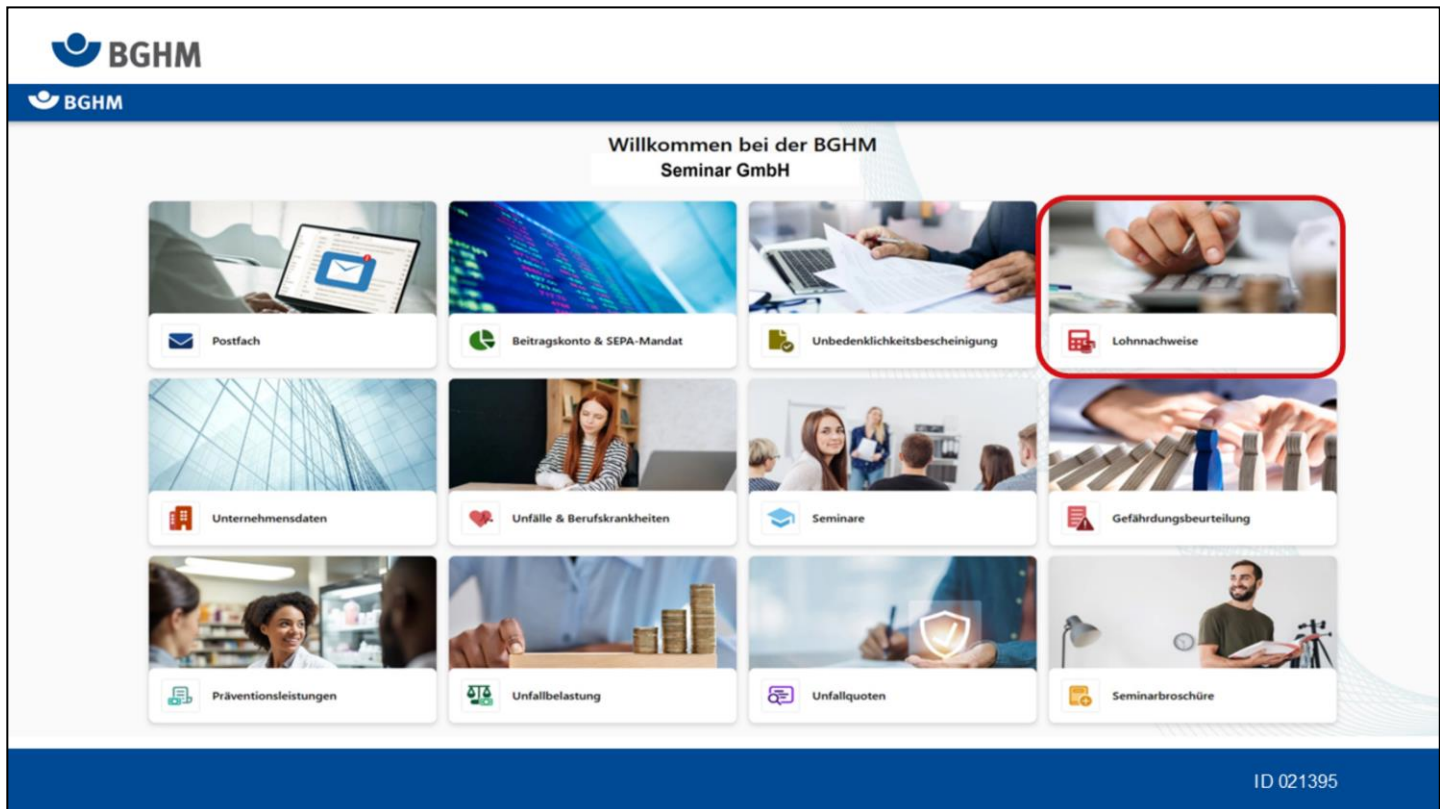 BGHM
BGHM
Willkommen bei der BGHM
Seminar GmbH
Postfach
Beitragskonto & SEPA-Mandat
Unbedenklichkeitsbescheinigung
Lohnnachweise
Unternehmensdaten
Unfälle & Berufskrankheiten
Seminare
Gefährdungsbeurteilung
Präventionsleistungen
Unfallbelastung
Unfallquoten
Seminarbroschüre
ID 021395